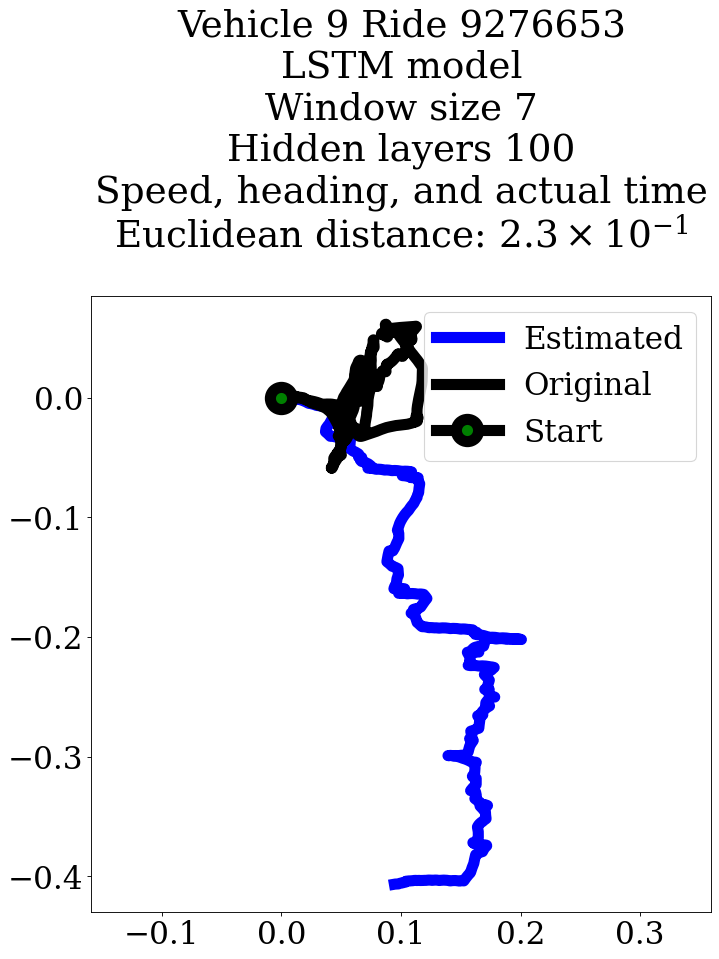 Vehicle 9 Ride 9276653
LSTM model
Window size 7
Hidden layers 100
Speed, heading, and actual time
Euclidean distance: 2.3 × 10⁻¹
Estimated
Original
Start
0.0
−0.1
−0.2
−0.3
−0.4
−0.1
0.0
0.1
0.2
0.3